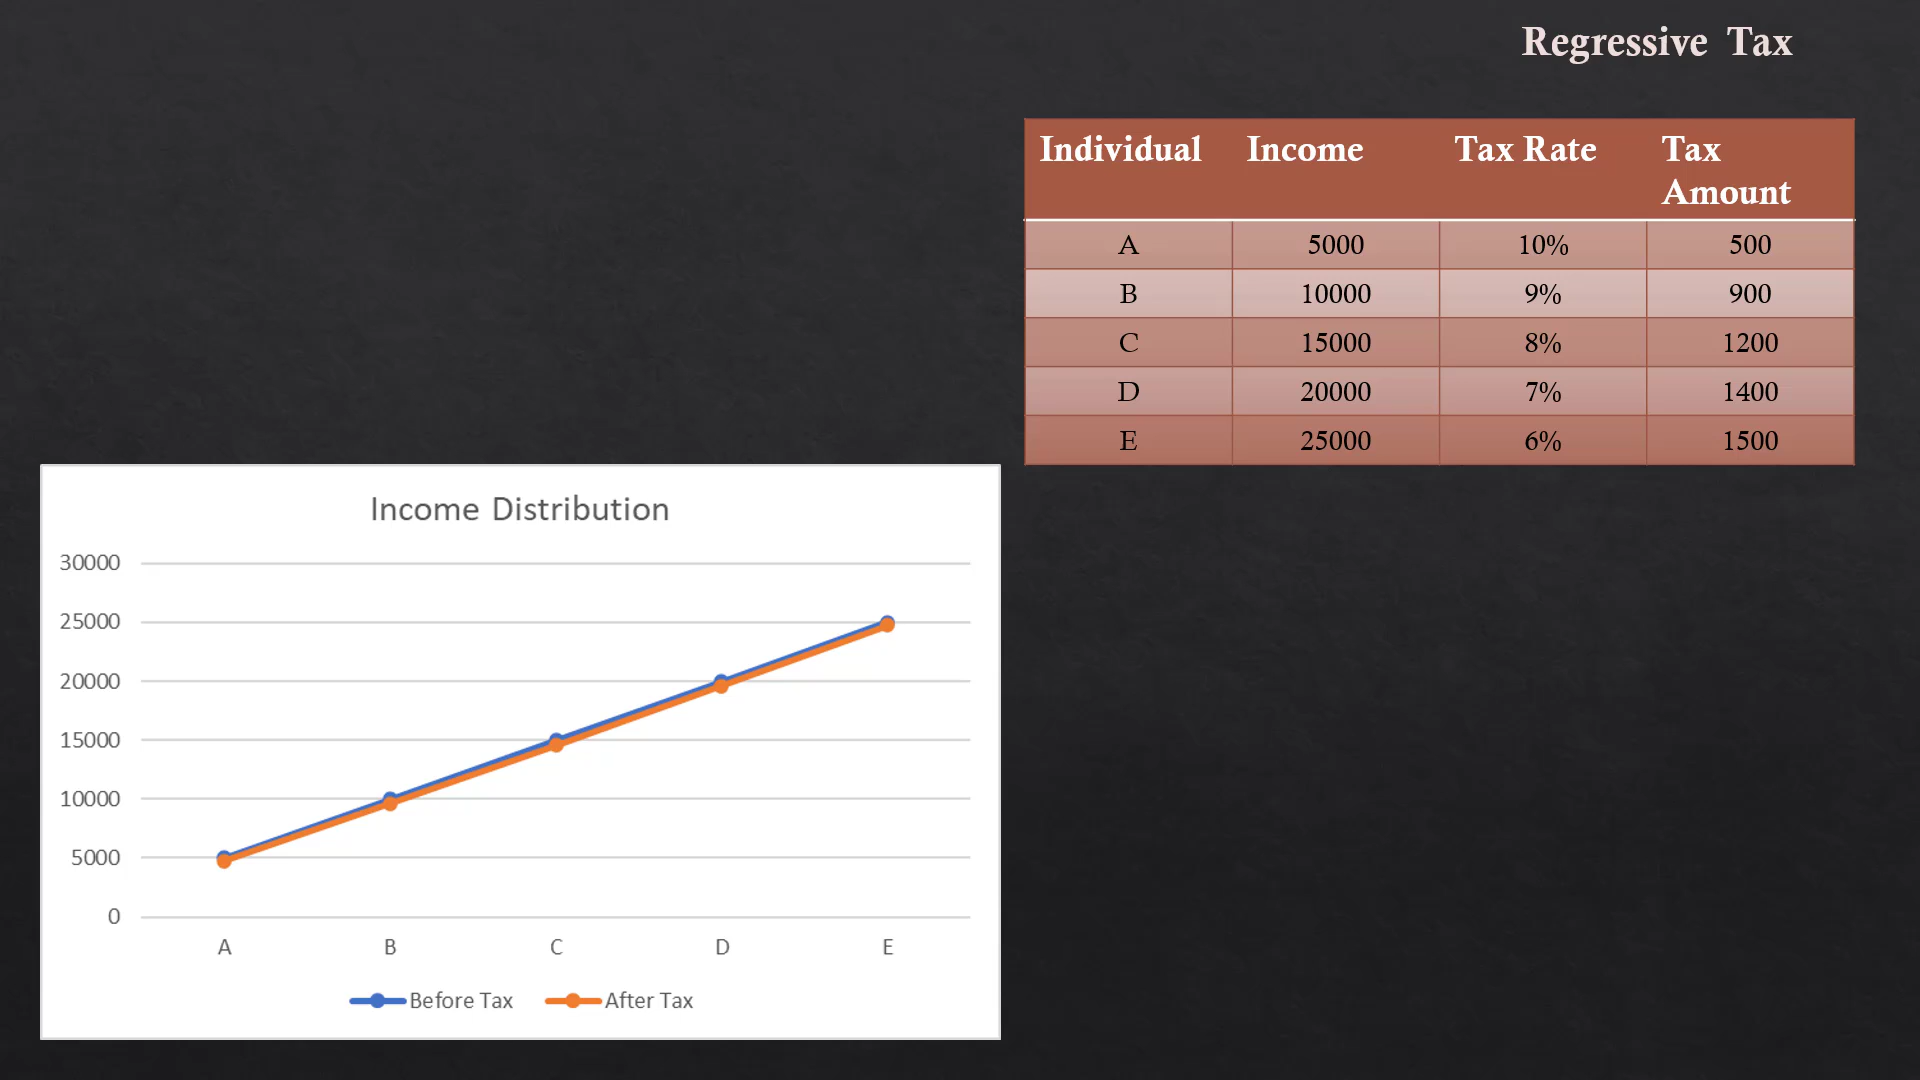 Regressive Tax
Individual Income Tax Rate Tax
Amount
A 5000 10% 500
B 10000 9% 900
C 15000 8% 1200
D 20000 7% 1400
E 25000 6% 1500
Income Distribution
30000
25000
20000
15000
10000
5000
0
A B C D E
Before Tax After Tax